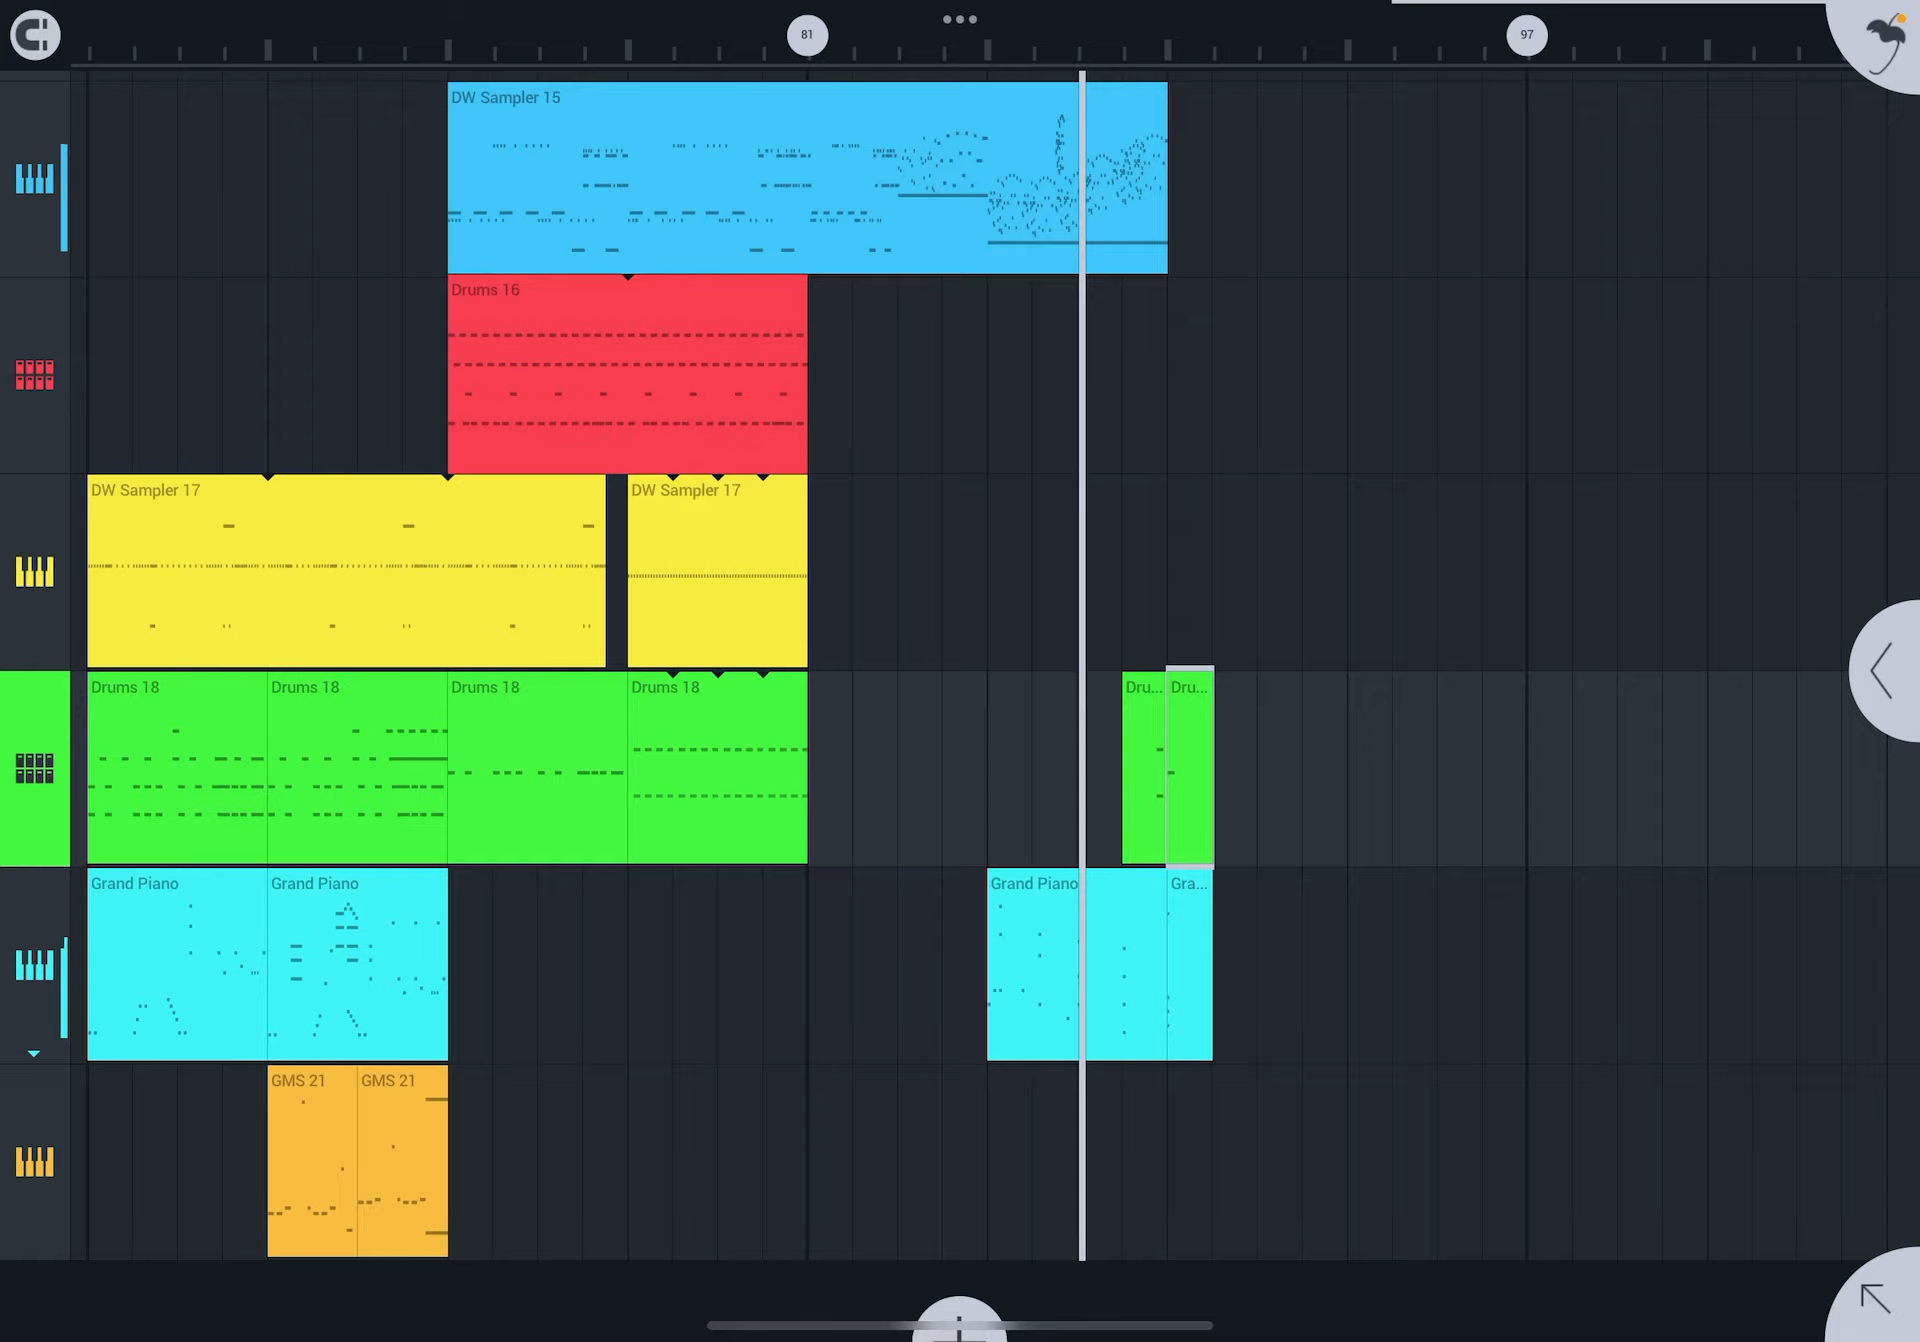 81
97
DW Sampler 15
Drums 16
DW Sampler 17
DW Sampler 17
Drums 18
Drums 18
Drums 18
Drums 18
Dru...
Dru...
Grand Piano
Grand Piano
Grand Piano
Gra...
GMS 21
GMS 21